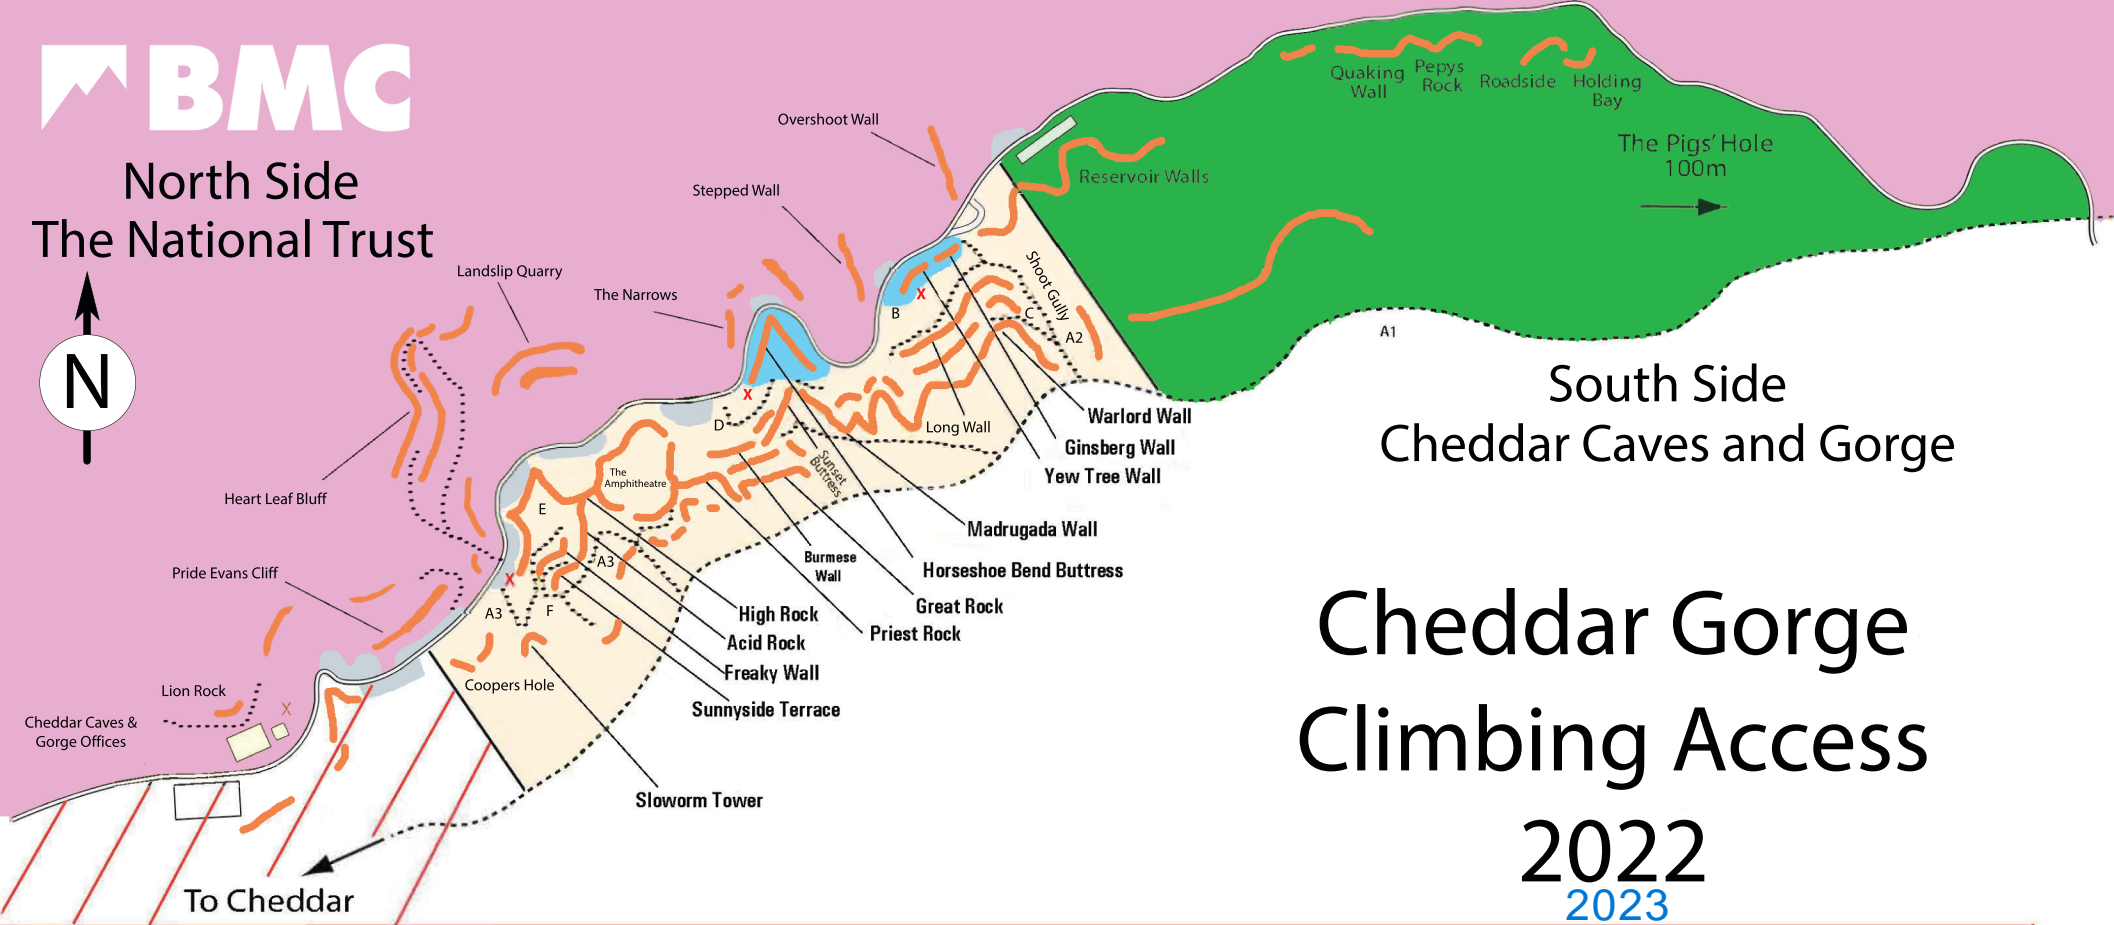 BMC
North Side
The National Trust
N
Overshoot Wall
Stepped Wall
Landslip Quarry
The Narrows
Heart Leaf Bluff
Pride Evans Cliff
Lion Rock
X
Cheddar Caves &
Gorge Offices
To Cheddar
Quaking
Wall
Pepys
Rock
Roadside
Holding
Bay
The Pigs' Hole
100m
Reservoir Walls
Shoot Gully
X
B
C
A2
A1
X
D
Long Wall
Warlord Wall
Ginsberg Wall
Yew Tree Wall
Sunset
Buttress
The
Amphitheatre
E
Madrugada Wall
Burmese
Wall
Horseshoe Bend Buttress
Great Rock
Priest Rock
A3
X
A3
F
High Rock
Acid Rock
Freaky Wall
Sunnyside Terrace
Coopers Hole
Sloworm Tower
South Side
Cheddar Caves and Gorge
Cheddar Gorge
Climbing Access
2022
2023